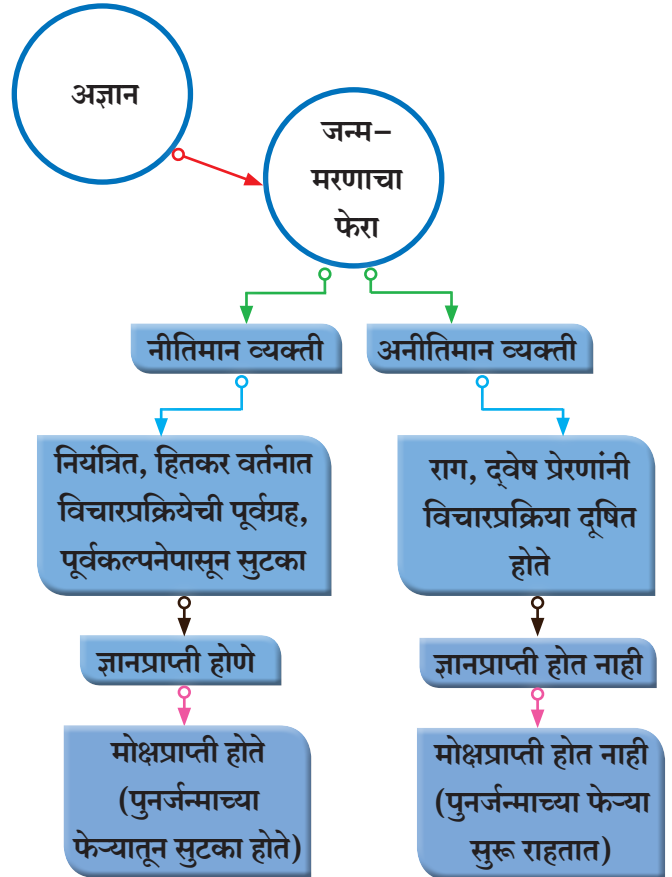 अज्ञान
जन्म–
मरणाचा
फेरा
नीतिमान व्यक्ती
अनीतिमान व्यक्ती
नियंत्रित, हितकर वर्तनात
विचारप्रक्रियेची पूर्वग्रह,
पूर्वकल्पनेपासून सुटका
राग, द्‌वेष प्रेरणांनी
विचारप्रक्रिया दूषित
होते
ज्ञानप्राप्ती होणे
ज्ञानप्राप्ती होत नाही
मोक्षप्राप्ती होते
(पुनर्जन्माच्या
फेऱ्यातून सुटका होते)
मोक्षप्राप्ती होत नाही
(पुनर्जन्माच्या फेऱ्या
सुरू राहतात)